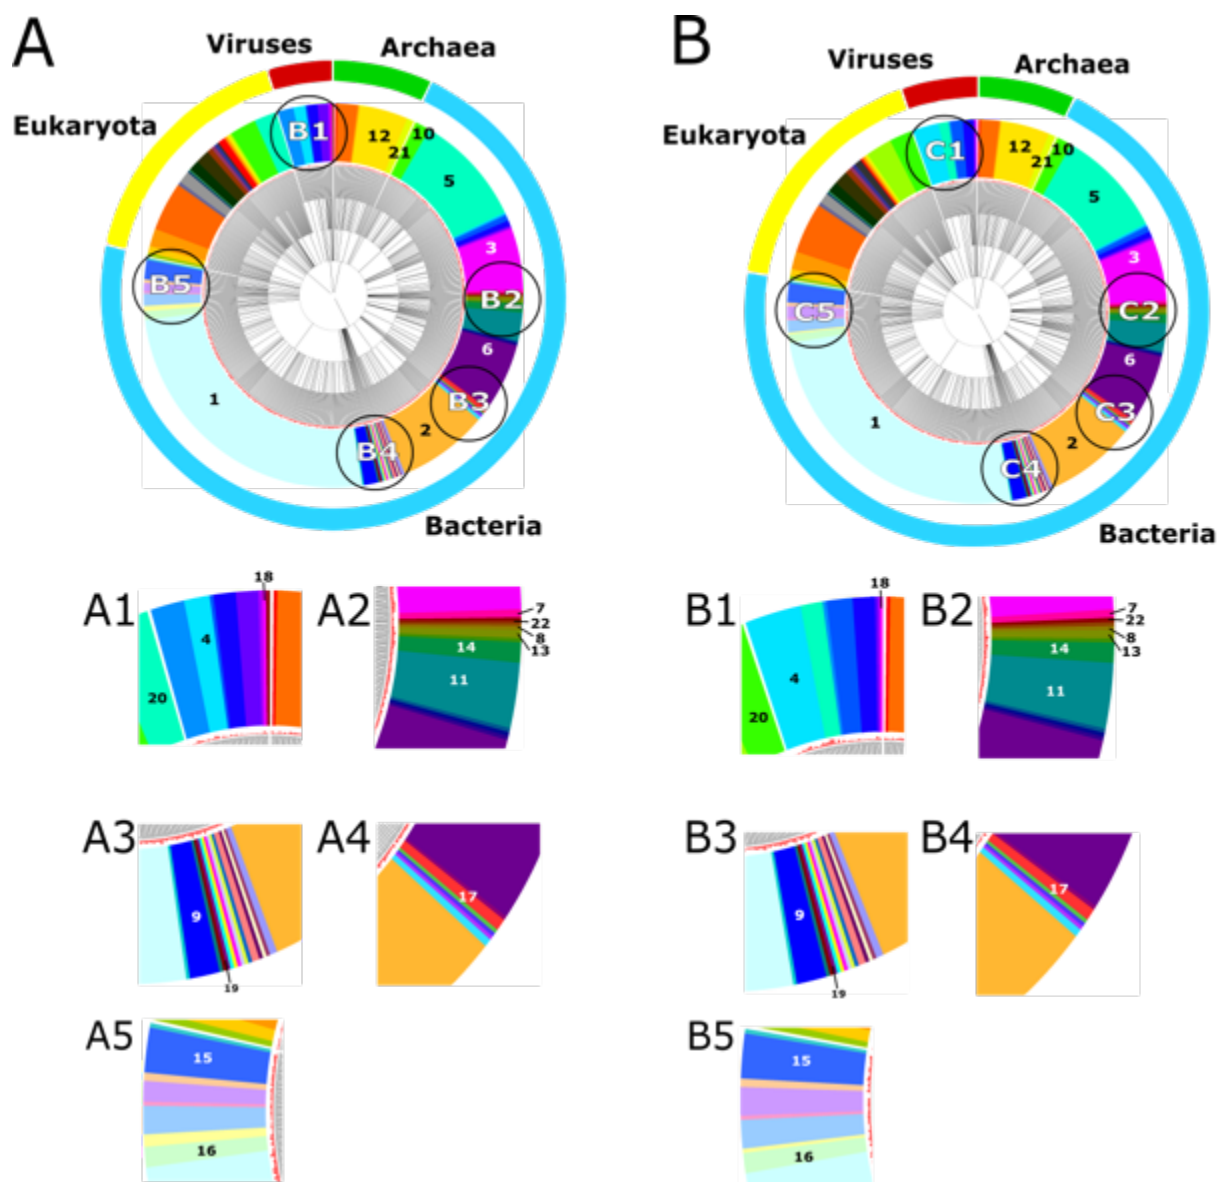 A
B
Viruses
Archaea
Viruses
Archaea
Eukaryota
Eukaryota
B1
12
10
21
5
3
B5
B2
6
1
B3
2
B4
Bacteria
C1
12
10
21
5
3
C5
C2
6
1
C3
2
C4
Bacteria
A1
18
4
20
A2
7
22
8
13
14
11
B1
18
4
20
B2
7
22
8
13
14
11
A3
9
19
A4
17
B3
9
19
B4
17
A5
15
16
B5
15
16